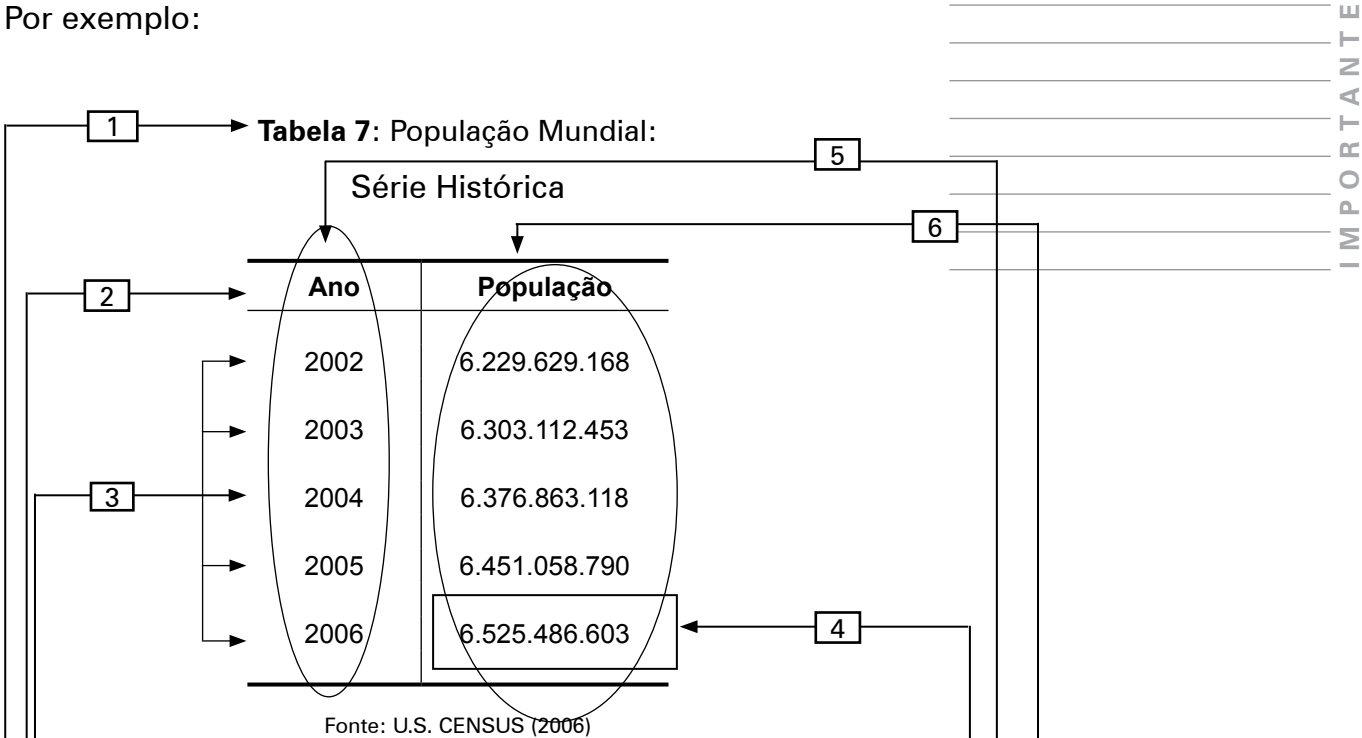 Por exemplo:
IMPORTANTE
1
Tabela 7: População Mundial:
5
Série Histórica
6
2
Ano População
2002 6.229.629.168
2003 6.303.112.453
3
2004 6.376.863.118
2005 6.451.058.790
2006 6.525.486.603
4
Fonte: U.S. CENSUS (2006)